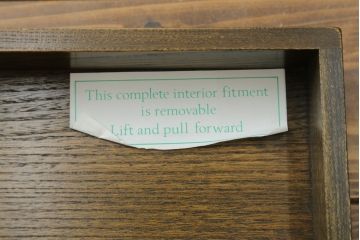 This complete interior fitment
is removable
Lift and pull forward